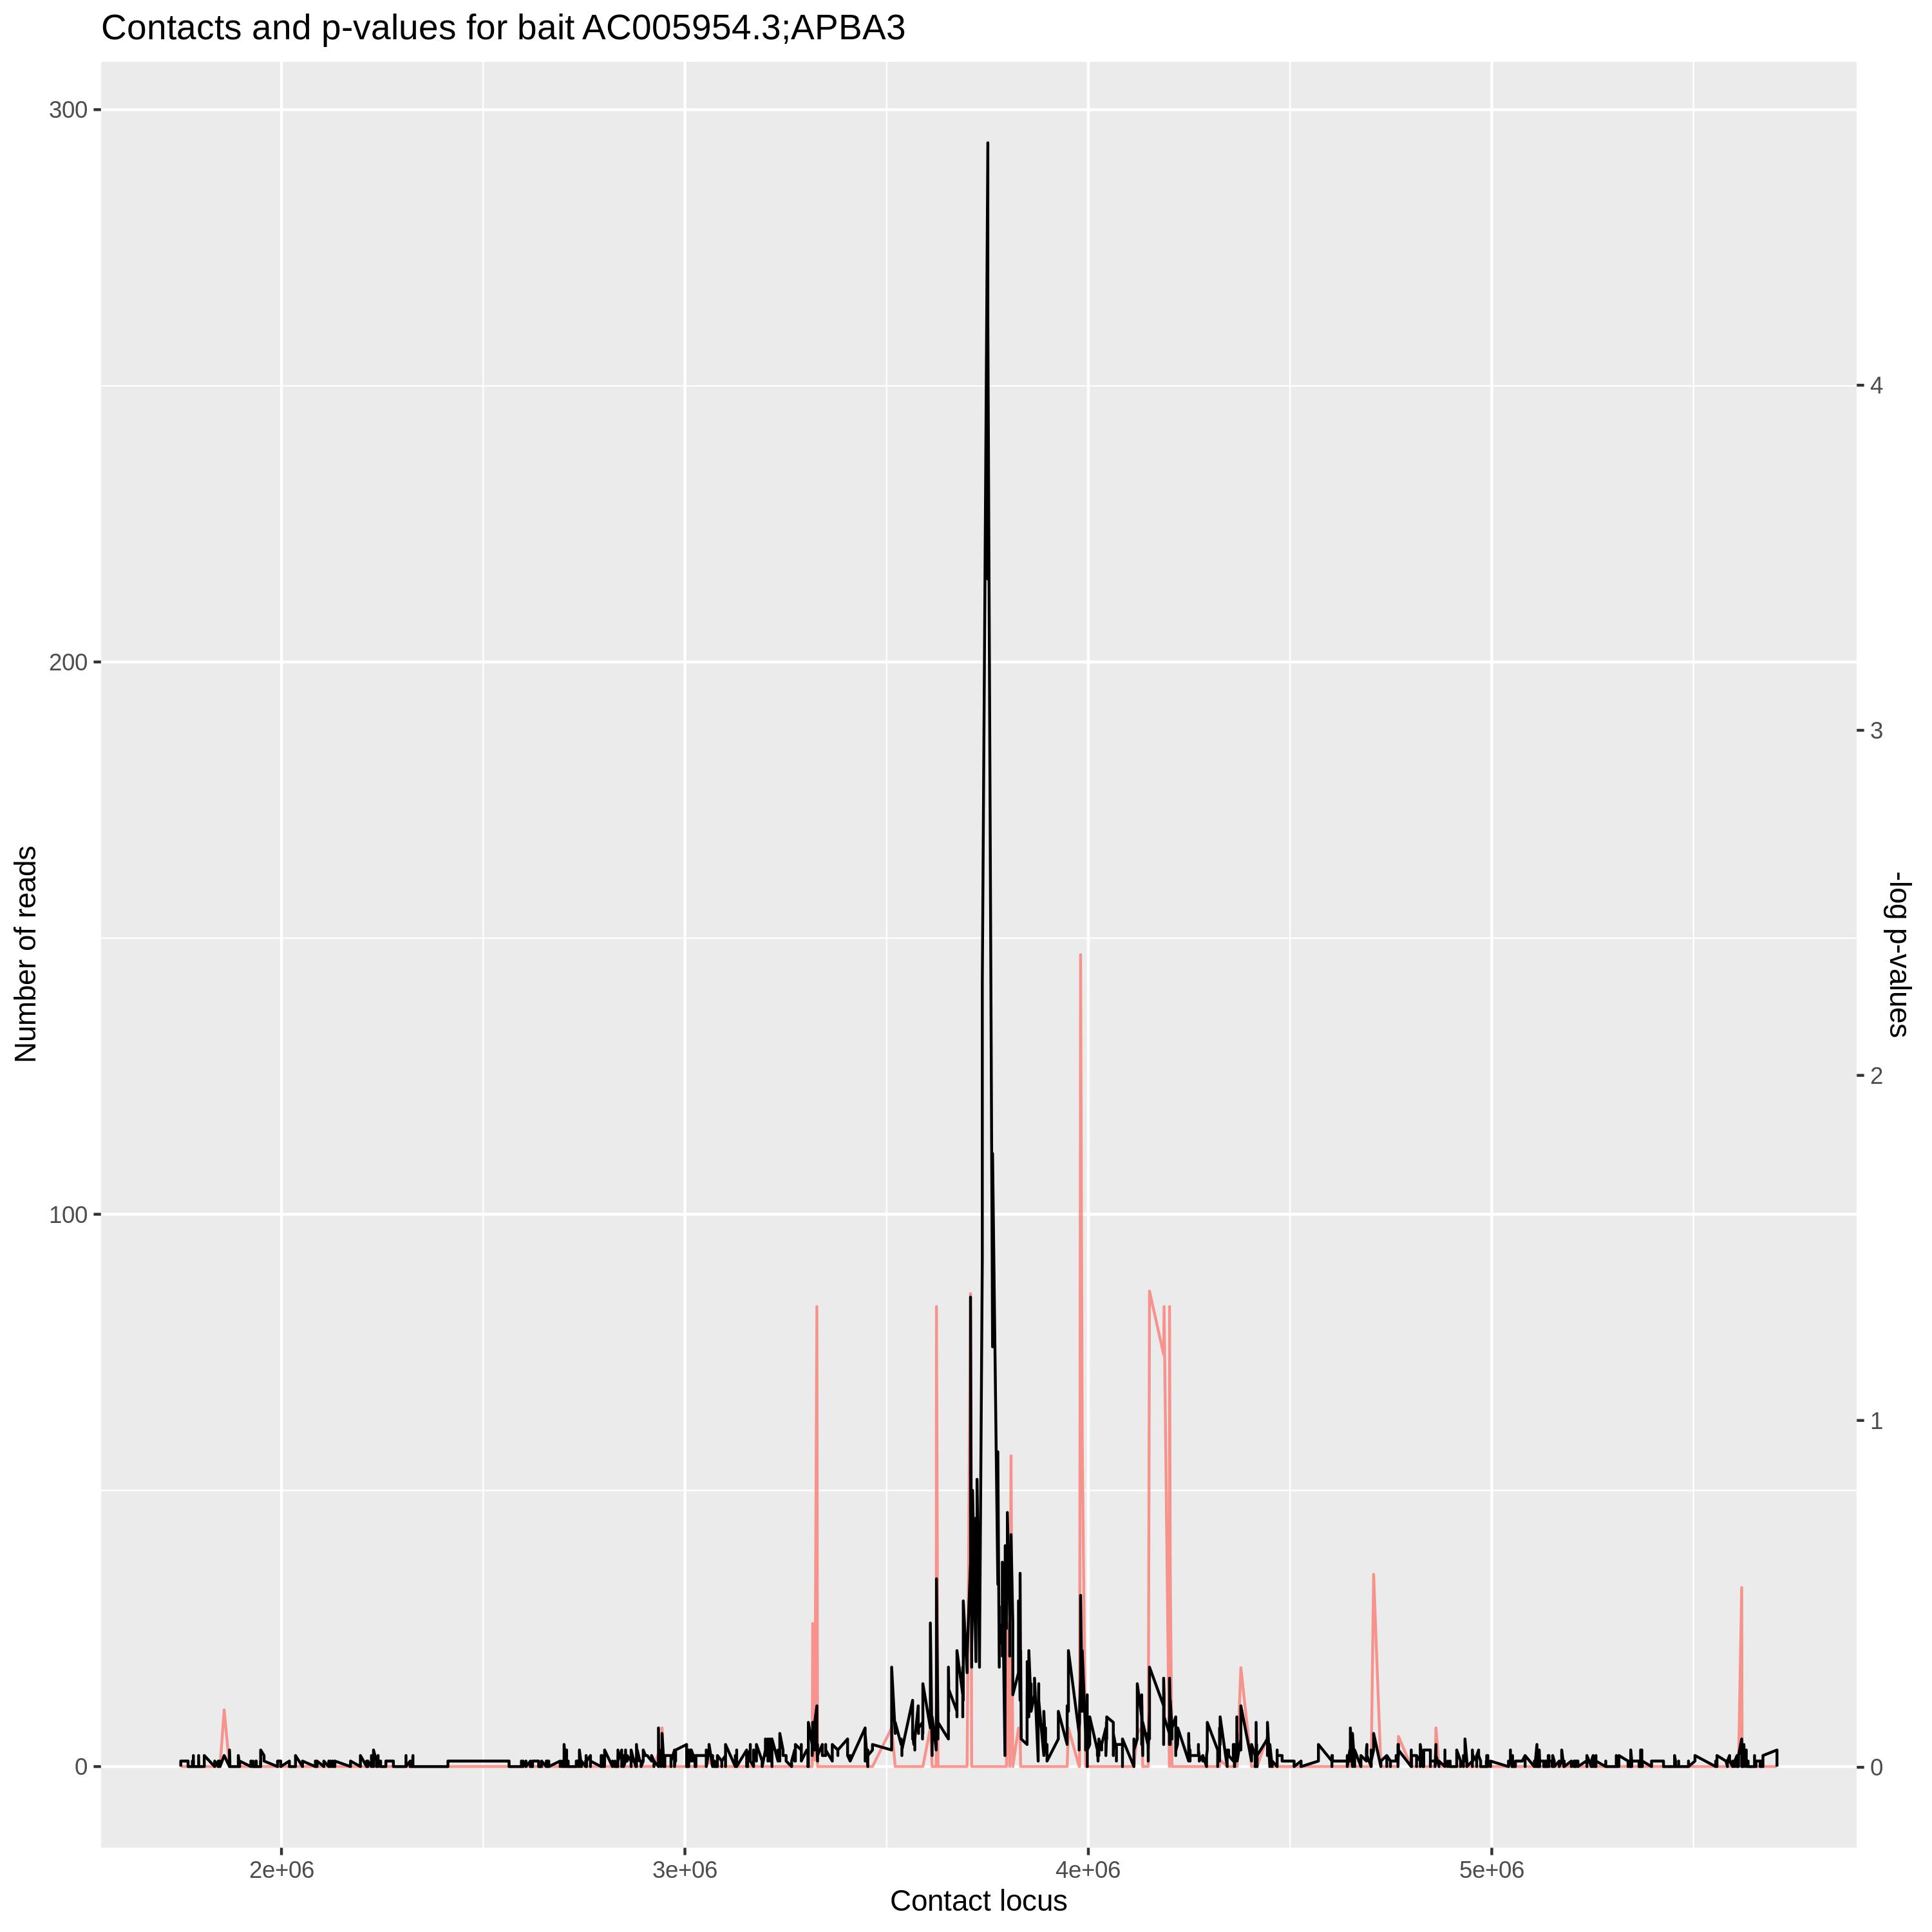 Contacts and p-values for bait AC005954.3;APBA3
300
200
100
0
Number of reads
4
3
2
1
0
-log p-values
2e+06 3e+06 4e+06 5e+06
Contact locus